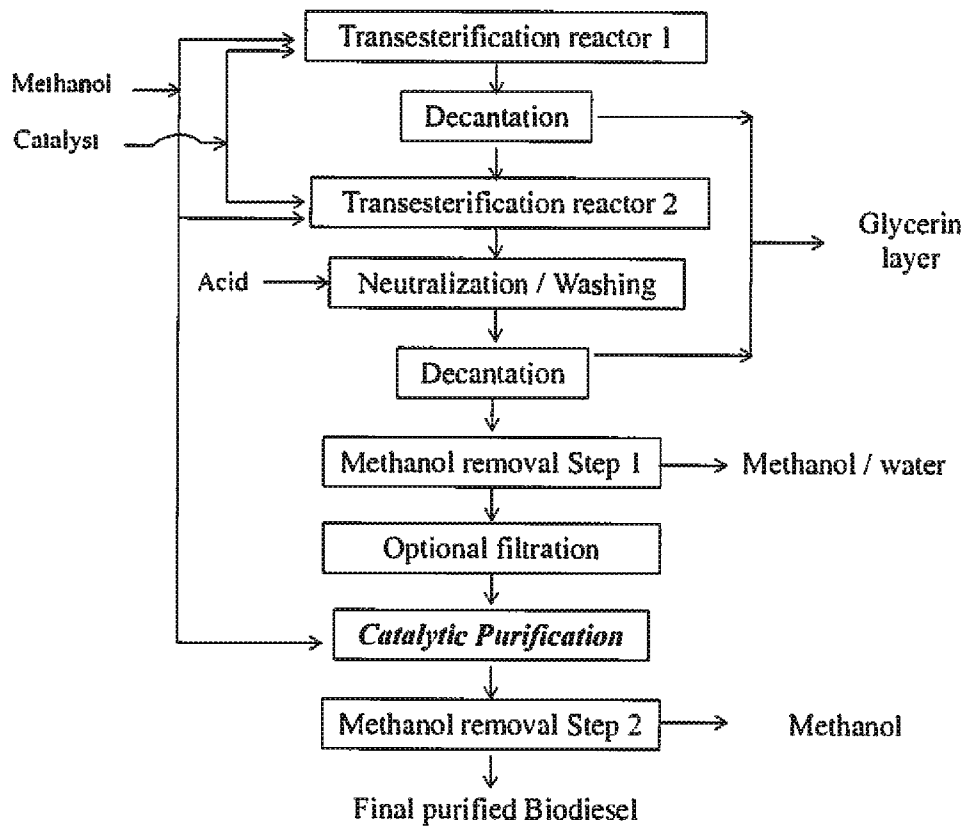 Transesterification reactor 1
Methanol
Decantation
Catalyst
Transesterification reactor 2
Glycerin
layer
Acid
Neutralization / Washing
Decantation
Methanol removal Step 1
Methanol / water
Optional filtration
Catalytic Purification
Methanol removal Step 2
Methanol
Final purified Biodiesel